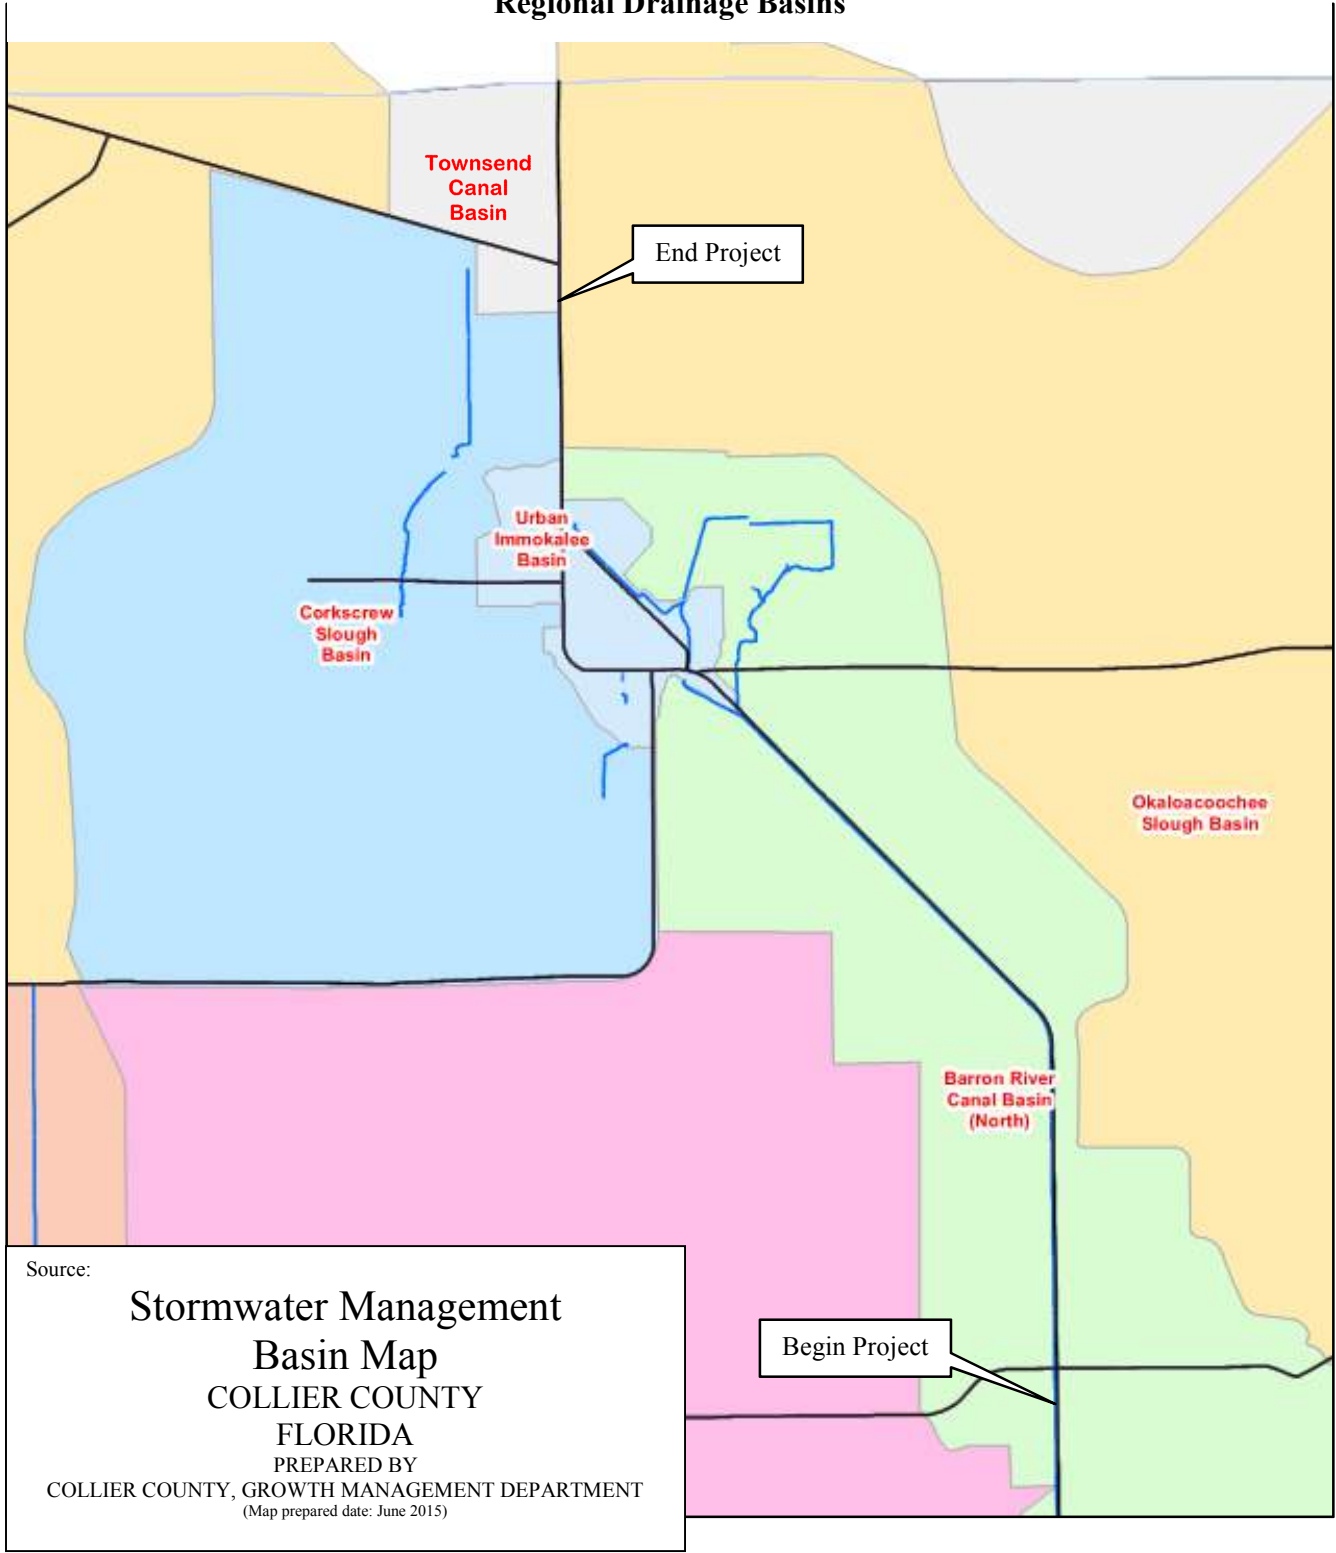 Regional Drainage Basins
Townsend
Canal
Basin
End Project
Urban
Immokalee
Basin
Corkscrew
Slough
Basin
Okaloacoochee
Slough Basin
Barron River
Canal Basin
(North)
Begin Project
Source:
Stormwater Management
Basin Map
COLLIER COUNTY
FLORIDA
PREPARED BY
COLLIER COUNTY, GROWTH MANAGEMENT DEPARTMENT
(Map prepared date: June 2015)